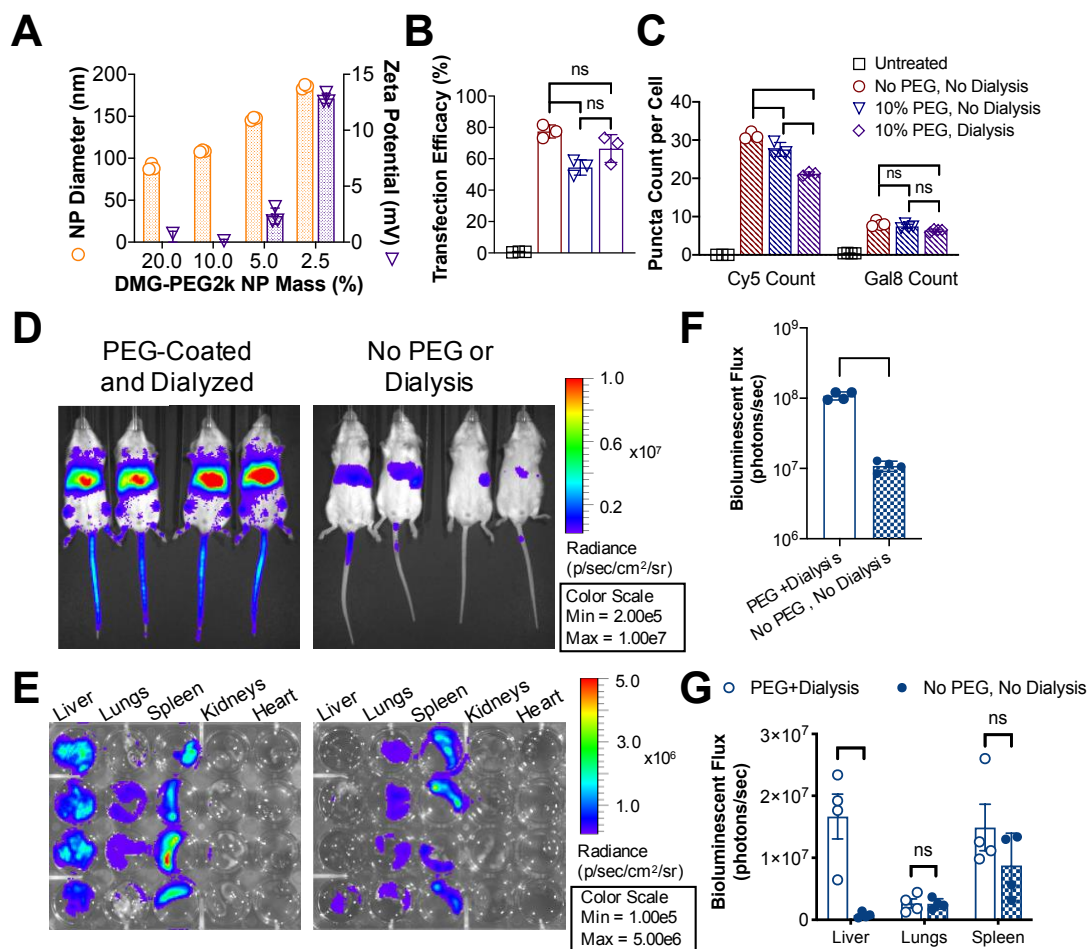 A
NP Diameter (nm)
200
150
100
50
0
15
10
5
0
Zeta Potential (mV)
20.0 10.0 5.0 2.5
DMG-PEG2k NP Mass (%)
B
Transfection Efficacy (%)
100
80
60
40
20
0
ns
ns
C
Puncta Count per Cell
40
30
20
10
0
Untreated
No PEG, No Dialysis
10% PEG, No Dialysis
10% PEG, Dialysis
ns
ns
ns
Cy5 Count Gal8 Count
D
PEG-Coated
and Dialyzed
No PEG or
Dialysis
1.0
0.6
x10⁷
0.2
Radiance
(p/sec/cm²/sr)
Color Scale
Min = 2.00e5
Max = 1.00e7
F
Bioluminescent Flux
(photons/sec)
10⁹
10⁸
10⁷
10⁶
PEG+Dialysis
No PEG, No Dialysis
E
Liver Lungs Spleen Kidneys Heart
Liver Lungs Spleen Kidneys Heart
5.0
3.0
x10⁶
1.0
Radiance
(p/sec/cm²/sr)
Color Scale
Min = 1.00e5
Max = 5.00e6
G
PEG+Dialysis No PEG, No Dialysis
Bioluminescent Flux
(photons/sec)
3×10⁷
2×10⁷
1×10⁷
0
ns
ns
Liver Lungs Spleen